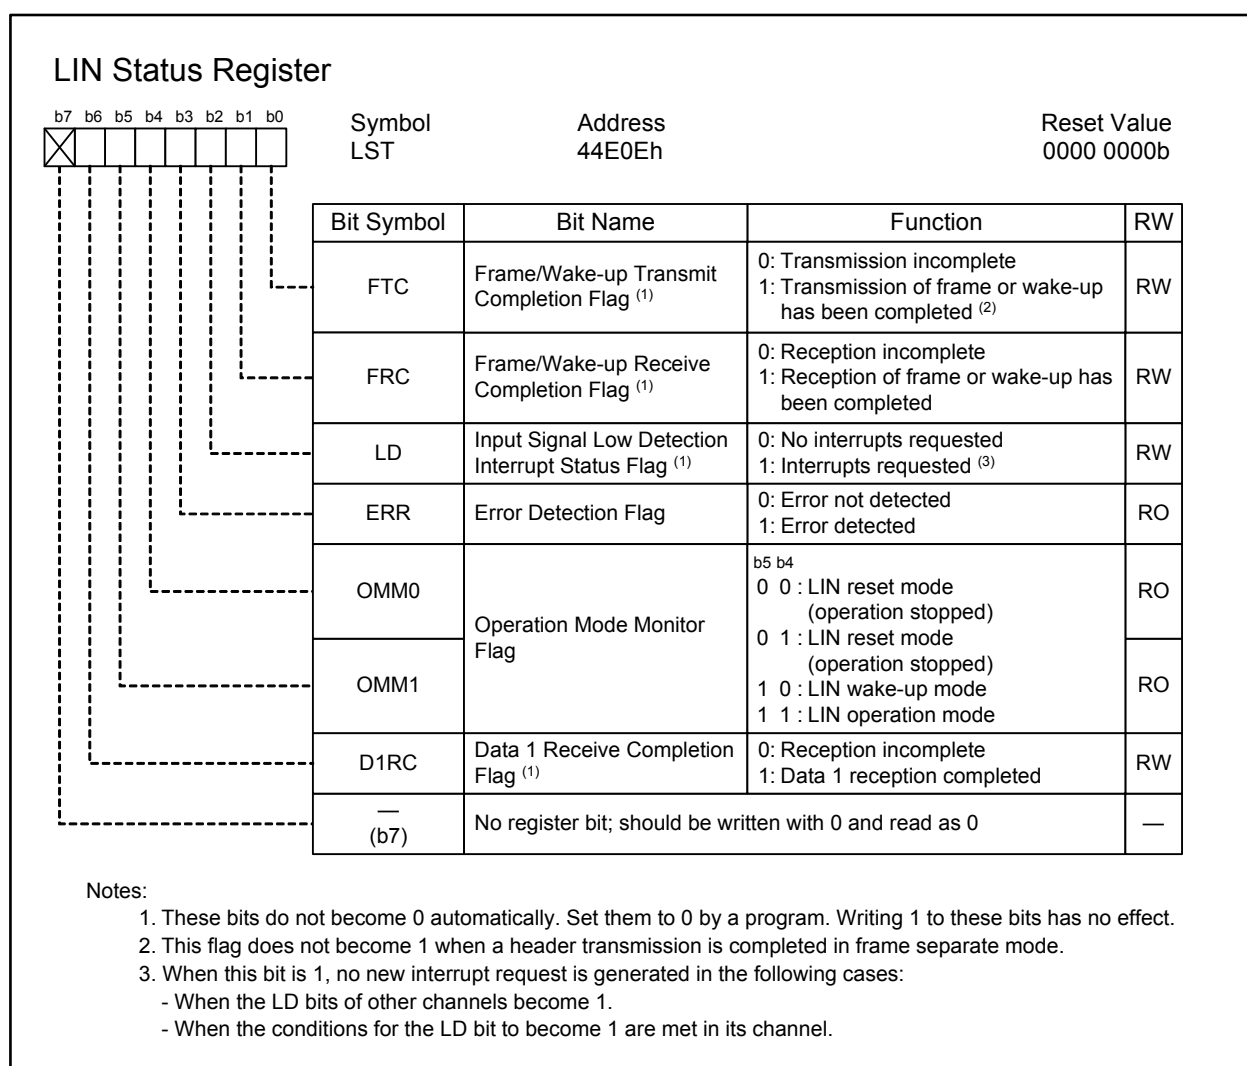 LIN Status Register
b7 b6 b5 b4 b3 b2 b1 b0
Symbol Address Reset Value
LST 44E0Eh 0000 0000b
Bit Symbol Bit Name Function RW
FTC
Frame/Wake-up Transmit
Completion Flag (1)
0: Transmission incomplete
1: Transmission of frame or wake-up
has been completed (2)
RW
FRC
Frame/Wake-up Receive
Completion Flag (1)
0: Reception incomplete
1: Reception of frame or wake-up has
been completed
RW
LD
Input Signal Low Detection
Interrupt Status Flag (1)
0: No interrupts requested
1: Interrupts requested (3)
RW
ERR
Error Detection Flag
0: Error not detected
1: Error detected
RO
OMM0
Operation Mode Monitor
Flag
b5 b4
0 0 : LIN reset mode
(operation stopped)
0 1 : LIN reset mode
(operation stopped)
1 0 : LIN wake-up mode
1 1 : LIN operation mode
RO
OMM1
RO
D1RC
Data 1 Receive Completion
Flag (1)
0: Reception incomplete
1: Data 1 reception completed
RW
—
(b7)
No register bit; should be written with 0 and read as 0
—
Notes:
1. These bits do not become 0 automatically. Set them to 0 by a program. Writing 1 to these bits has no effect.
2. This flag does not become 1 when a header transmission is completed in frame separate mode.
3. When this bit is 1, no new interrupt request is generated in the following cases:
- When the LD bits of other channels become 1.
- When the conditions for the LD bit to become 1 are met in its channel.